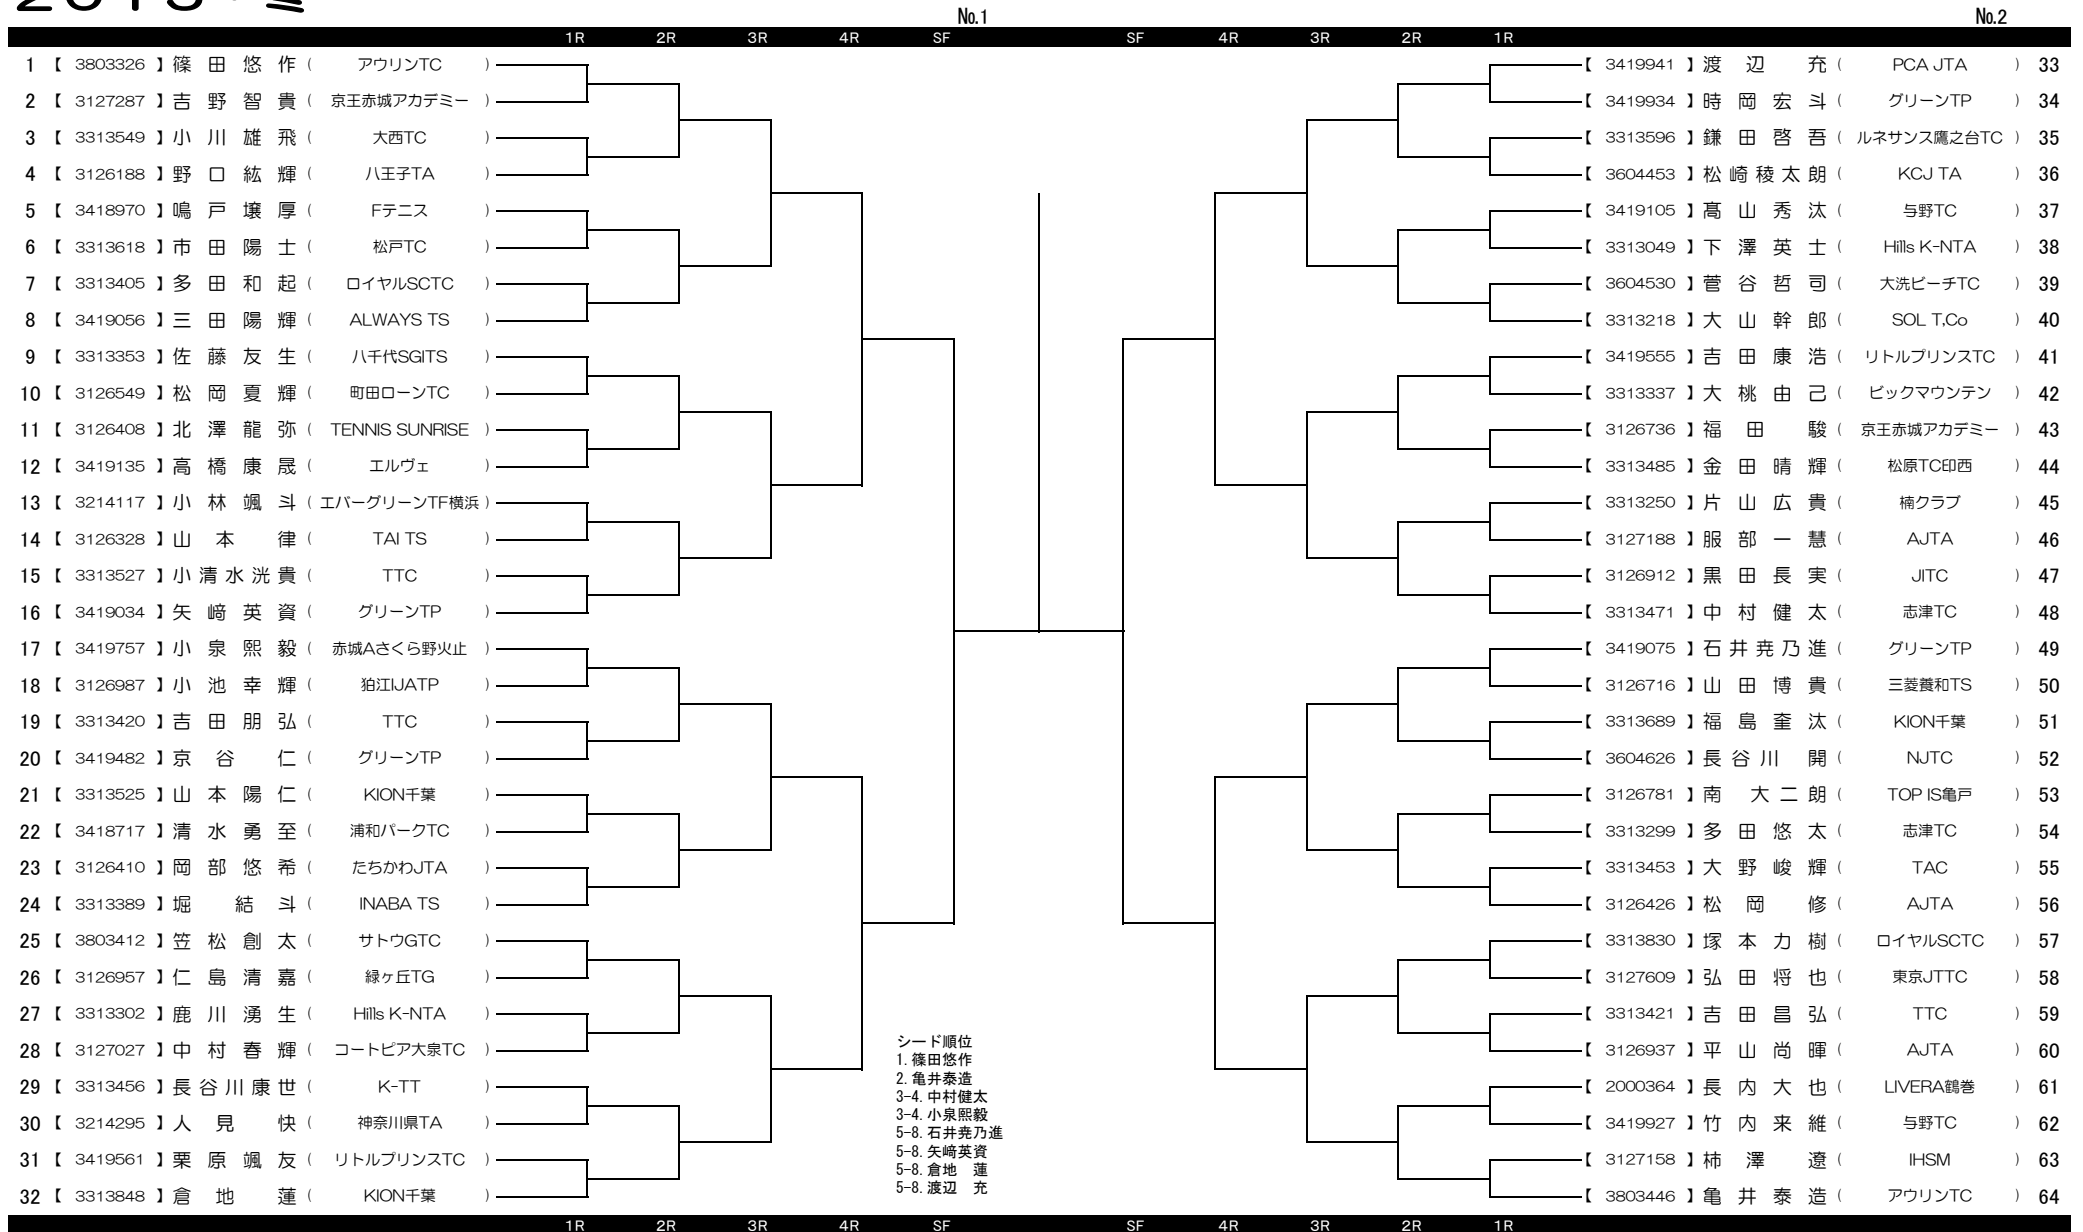 No.1 No.2
1R 2R 3R 4R SF SF 4R 3R 2R 1R
1 【 3803326 】 篠田悠作 ( アウリンTC )
2 【 3127287 】 吉野智貴 ( 京王赤城アカデミー )
3 【 3313549 】 小川雄飛 ( 大西TC )
4 【 3126188 】 野口紘輝 ( 八王子TA )
5 【 3418970 】 鳴戸壌厚 ( Fテニス )
6 【 3313618 】 市田陽士 ( 松戸TC )
7 【 3313405 】 多田和起 ( ロイヤルSCTC )
8 【 3419056 】 三田陽輝 ( ALWAYS TS )
9 【 3313353 】 佐藤友生 ( 八千代SGITS )
10 【 3126549 】 松岡夏輝 ( 町田ローンTC )
11 【 3126408 】 北澤龍弥 ( TENNIS SUNRISE )
12 【 3419135 】 高橋康晟 ( エルヴェ )
13 【 3214117 】 小林颯斗 ( エバーグリーンTF横浜 )
14 【 3126328 】 山本律 ( TAI TS )
15 【 3313527 】 小清水洸貴 ( TTC )
16 【 3419034 】 矢﨑英資 ( グリーンTP )
17 【 3419757 】 小泉熙毅 ( 赤城Aさくら野火止 )
18 【 3126987 】 小池幸輝 ( 狛江IJATP )
19 【 3313420 】 吉田朋弘 ( TTC )
20 【 3419482 】 京谷仁 ( グリーンTP )
21 【 3313525 】 山本陽仁 ( KION千葉 )
22 【 3418717 】 清水勇至 ( 浦和パークTC )
23 【 3126410 】 岡部悠希 ( たちかわJTA )
24 【 3313389 】 堀結斗 ( INABA TS )
25 【 3803412 】 笠松創太 ( サトウGTC )
26 【 3126957 】 仁島清嘉 ( 緑ヶ丘TG )
27 【 3313302 】 鹿川湧生 ( Hills K-NTA )
28 【 3127027 】 中村春輝 ( コートピア大泉TC )
29 【 3313456 】 長谷川康世 ( K-TT )
30 【 3214295 】 人見快 ( 神奈川県TA )
31 【 3419561 】 栗原颯友 ( リトルプリンスTC )
32 【 3313848 】 倉地蓮 ( KION千葉 )
【 3419941 】 渡辺充 ( PCA JTA ) 33
【 3419934 】 時岡宏斗 ( グリーンTP ) 34
【 3313596 】 鎌田啓吾 ( ルネサンス鷹之台TC ) 35
【 3604453 】 松崎稜太朗 ( KCJ TA ) 36
【 3419105 】 髙山秀汰 ( 与野TC ) 37
【 3313049 】 下澤英士 ( Hills K-NTA ) 38
【 3604530 】 菅谷哲司 ( 大洗ビーチTC ) 39
【 3313218 】 大山幹郎 ( SOL T,Co ) 40
【 3419555 】 吉田康浩 ( リトルプリンスTC ) 41
【 3313337 】 大桃由己 ( ビックマウンテン ) 42
【 3126736 】 福田駿 ( 京王赤城アカデミー ) 43
【 3313485 】 金田晴輝 ( 松原TC印西 ) 44
【 3313250 】 片山広貴 ( 楠クラブ ) 45
【 3127188 】 服部一慧 ( AJTA ) 46
【 3126912 】 黒田長実 ( JITC ) 47
【 3313471 】 中村健太 ( 志津TC ) 48
【 3419075 】 石井尭乃進 ( グリーンTP ) 49
【 3126716 】 山田博貴 ( 三菱養和TS ) 50
【 3313689 】 福島奎汰 ( KION千葉 ) 51
【 3604626 】 長谷川開 ( NJTC ) 52
【 3126781 】 南大二朗 ( TOP IS亀戸 ) 53
【 3313299 】 多田悠太 ( 志津TC ) 54
【 3313453 】 大野峻輝 ( TAC ) 55
【 3126426 】 松岡修 ( AJTA ) 56
【 3313830 】 塚本力樹 ( ロイヤルSCTC ) 57
【 3127609 】 弘田将也 ( 東京JTTC ) 58
【 3313421 】 吉田昌弘 ( TTC ) 59
【 3126937 】 平山尚暉 ( AJTA ) 60
【 2000364 】 長内大也 ( LIVERA鶴巻 ) 61
【 3419927 】 竹内来維 ( 与野TC ) 62
【 3127158 】 柿澤遼 ( IHSM ) 63
【 3803446 】 亀井泰造 ( アウリンTC ) 64
シード順位
1. 篠田悠作
2. 亀井泰造
3-4. 中村健太
3-4. 小泉熙毅
5-8. 石井尭乃進
5-8. 矢﨑英資
5-8. 倉地 蓮
5-8. 渡辺 充
1R 2R 3R 4R SF SF 4R 3R 2R 1R